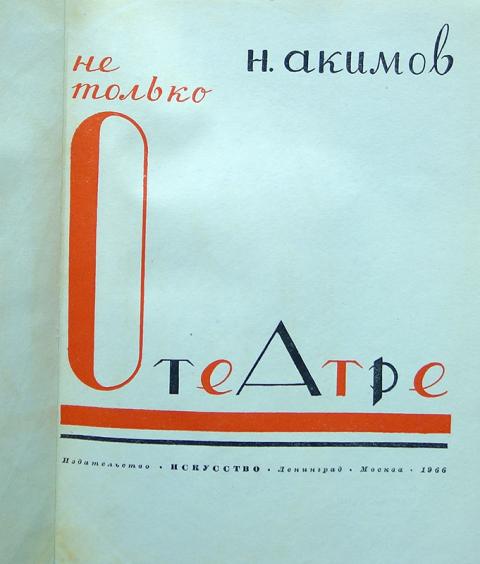 н. акимов
не
только
О театре
Издательство • ИСКУССТВО • Ленинград • Москва • 1966